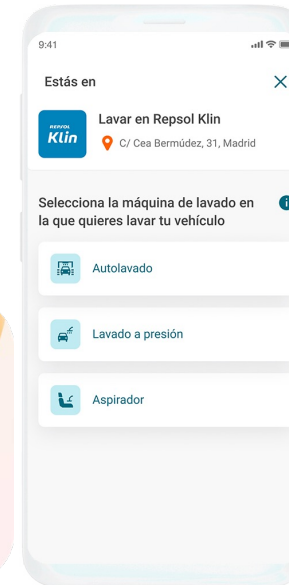 9:41
Estás en
REPSOL
Klin
Lavar en Repsol Klin
C/ Cea Bermúdez, 31, Madrid
Selecciona la máquina de lavado en
la que quieres lavar tu vehículo
i
Autolavado
Lavado a presión
Aspirador